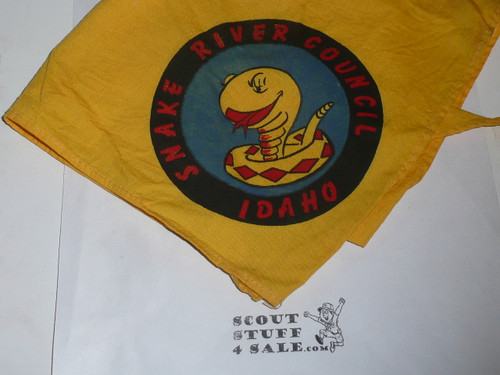 SNAKE RIVER COUNCIL
IDAHO
SCOUT
STUFF
4 SALE.com